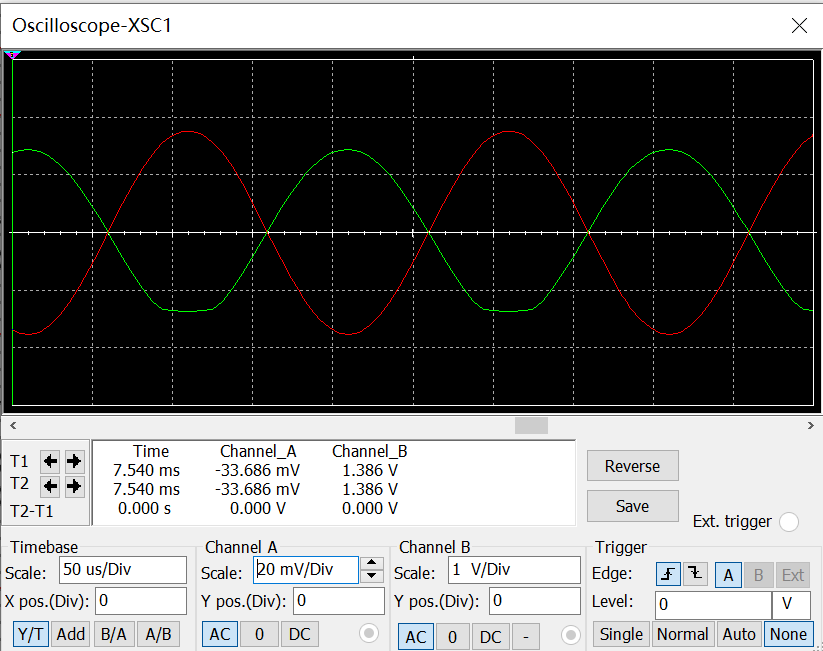 Oscilloscope-XSC1
Time Channel_A Channel_B
T1 7.540 ms -33.686 mV 1.386 V
T2 7.540 ms -33.686 mV 1.386 V
T2-T1 0.000 s 0.000 V 0.000 V
Reverse
Save
Ext. trigger
Timebase
Scale: 50 us/Div
X pos.(Div): 0
Y/T Add B/A A/B
Channel A
Scale: 20 mV/Div
Y pos.(Div): 0
AC 0 DC
Channel B
Scale: 1 V/Div
Y pos.(Div): 0
AC 0 DC -
Trigger
Edge: A B Ext
Level: 0 V
Single Normal Auto None